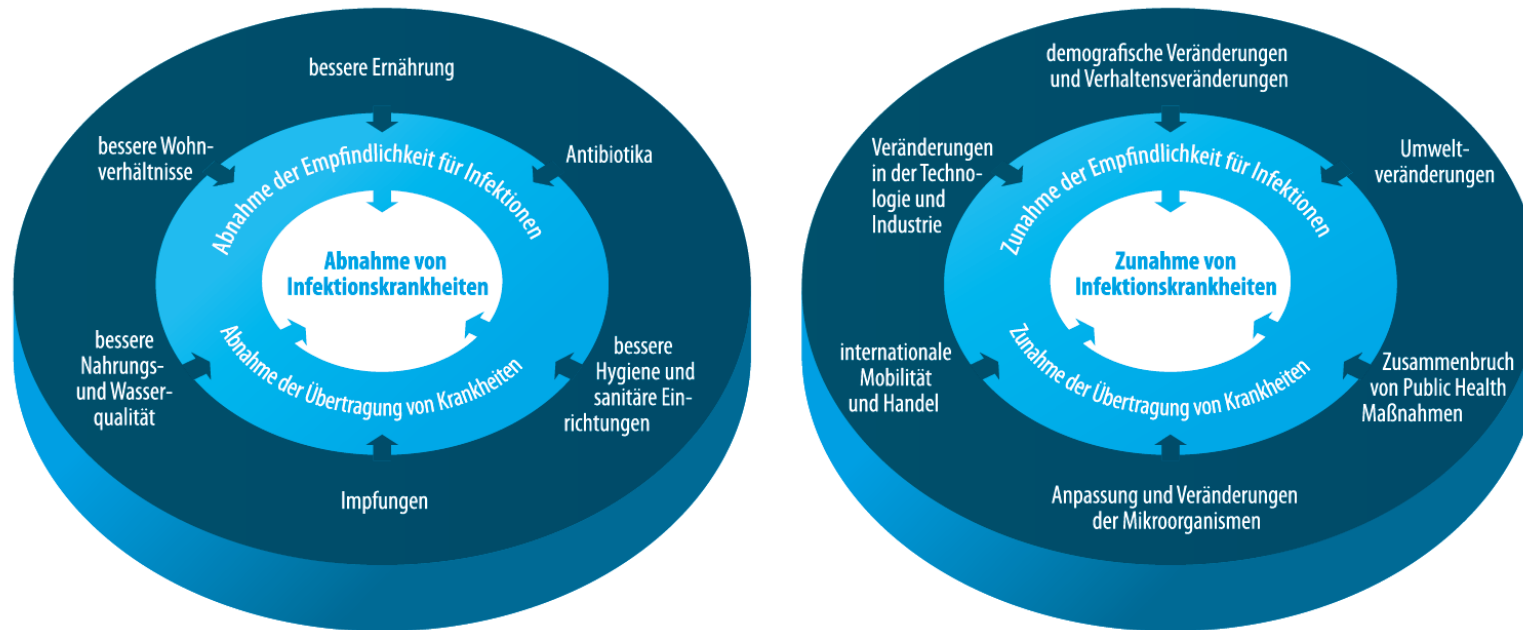 bessere Ernährung
bessere Wohn-
verhältnisse
Antibiotika
Abnahme der Empfindlichkeit für Infektionen
Abnahme von
Infektionskrankheiten
Abnahme der Übertragung von Krankheiten
bessere
Nahrungs-
und Wasser-
qualität
bessere
Hygiene und
sanitäre Ein-
richtungen
Impfungen
demografische Veränderungen
und Verhaltensveränderungen
Veränderungen
in der Techno-
logie und
Industrie
Umwelt-
veränderungen
Zunahme der Empfindlichkeit für Infektionen
Zunahme von
Infektionskrankheiten
Zunahme der Übertragung von Krankheiten
internationale
Mobilität
und Handel
Zusammenbruch
von Public Health
Maßnahmen
Anpassung und Veränderungen
der Mikroorganismen